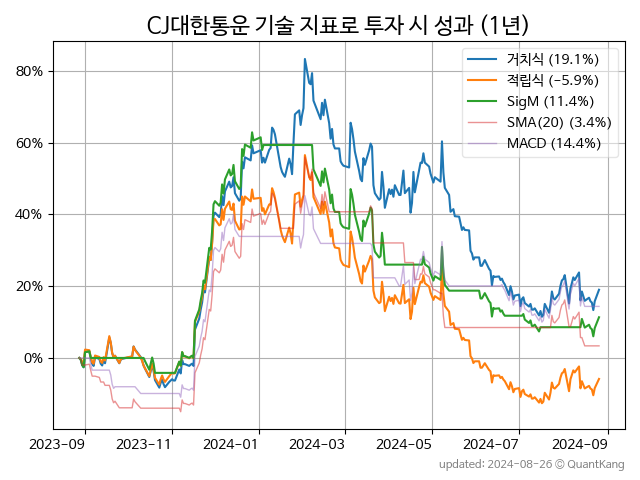 CJ대한통운 기술 지표로 투자 시 성과 (1년)
거치식 (19.1%)
적립식 (-5.9%)
SigM (11.4%)
SMA(20) (3.4%)
MACD (14.4%)
80%
60%
40%
20%
0%
2023-09 2023-11 2024-01 2024-03 2024-05 2024-07 2024-09
updated: 2024-08-26 © QuantKang